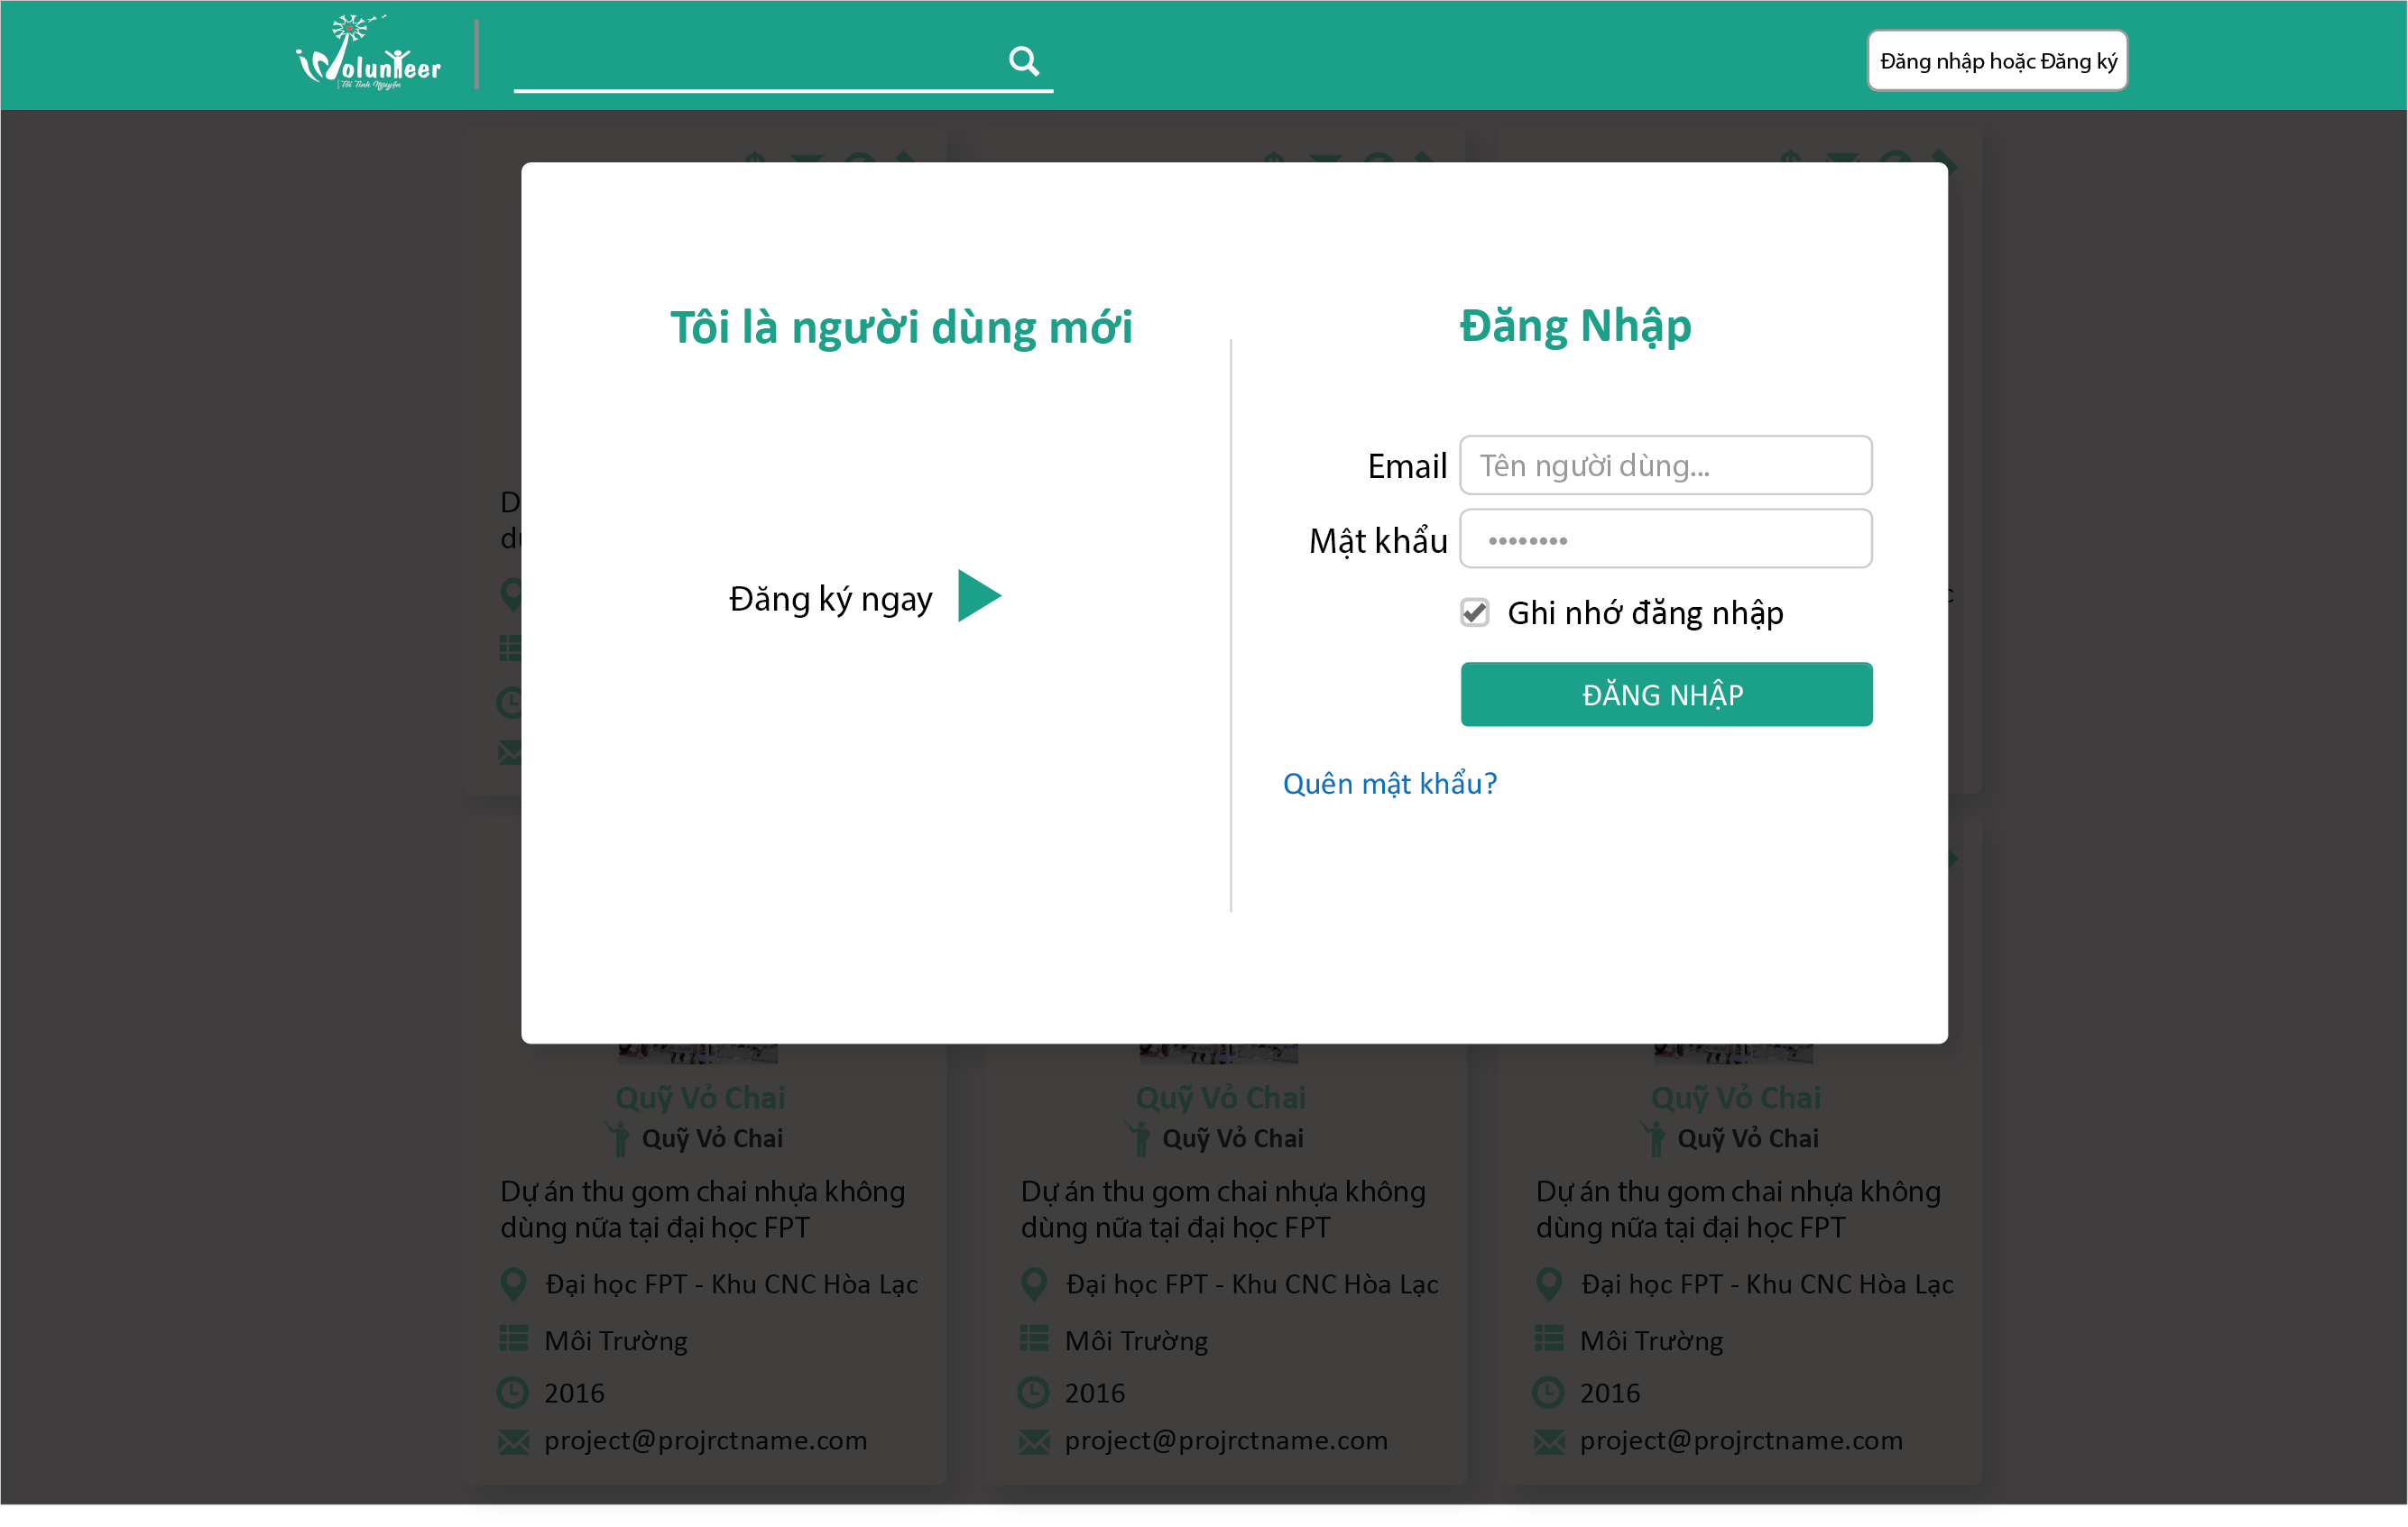 iVolunteer
Tôi Tình Nguyện
Đăng nhập hoặc Đăng ký
Tôi là người dùng mới
Đăng ký ngay
Đăng Nhập
Email
Tên người dùng...
Mật khẩu
••••••••
Ghi nhớ đăng nhập
ĐĂNG NHẬP
Quên mật khẩu?
D
dù
c
Quỹ Vỏ Chai
Quỹ Vỏ Chai
Dự án thu gom chai nhựa không
dùng nữa tại đại học FPT
Đại học FPT - Khu CNC Hòa Lạc
Môi Trường
2016
project@projrctname.com
Quỹ Vỏ Chai
Quỹ Vỏ Chai
Dự án thu gom chai nhựa không
dùng nữa tại đại học FPT
Đại học FPT - Khu CNC Hòa Lạc
Môi Trường
2016
project@projrctname.com
Quỹ Vỏ Chai
Quỹ Vỏ Chai
Dự án thu gom chai nhựa không
dùng nữa tại đại học FPT
Đại học FPT - Khu CNC Hòa Lạc
Môi Trường
2016
project@projrctname.com